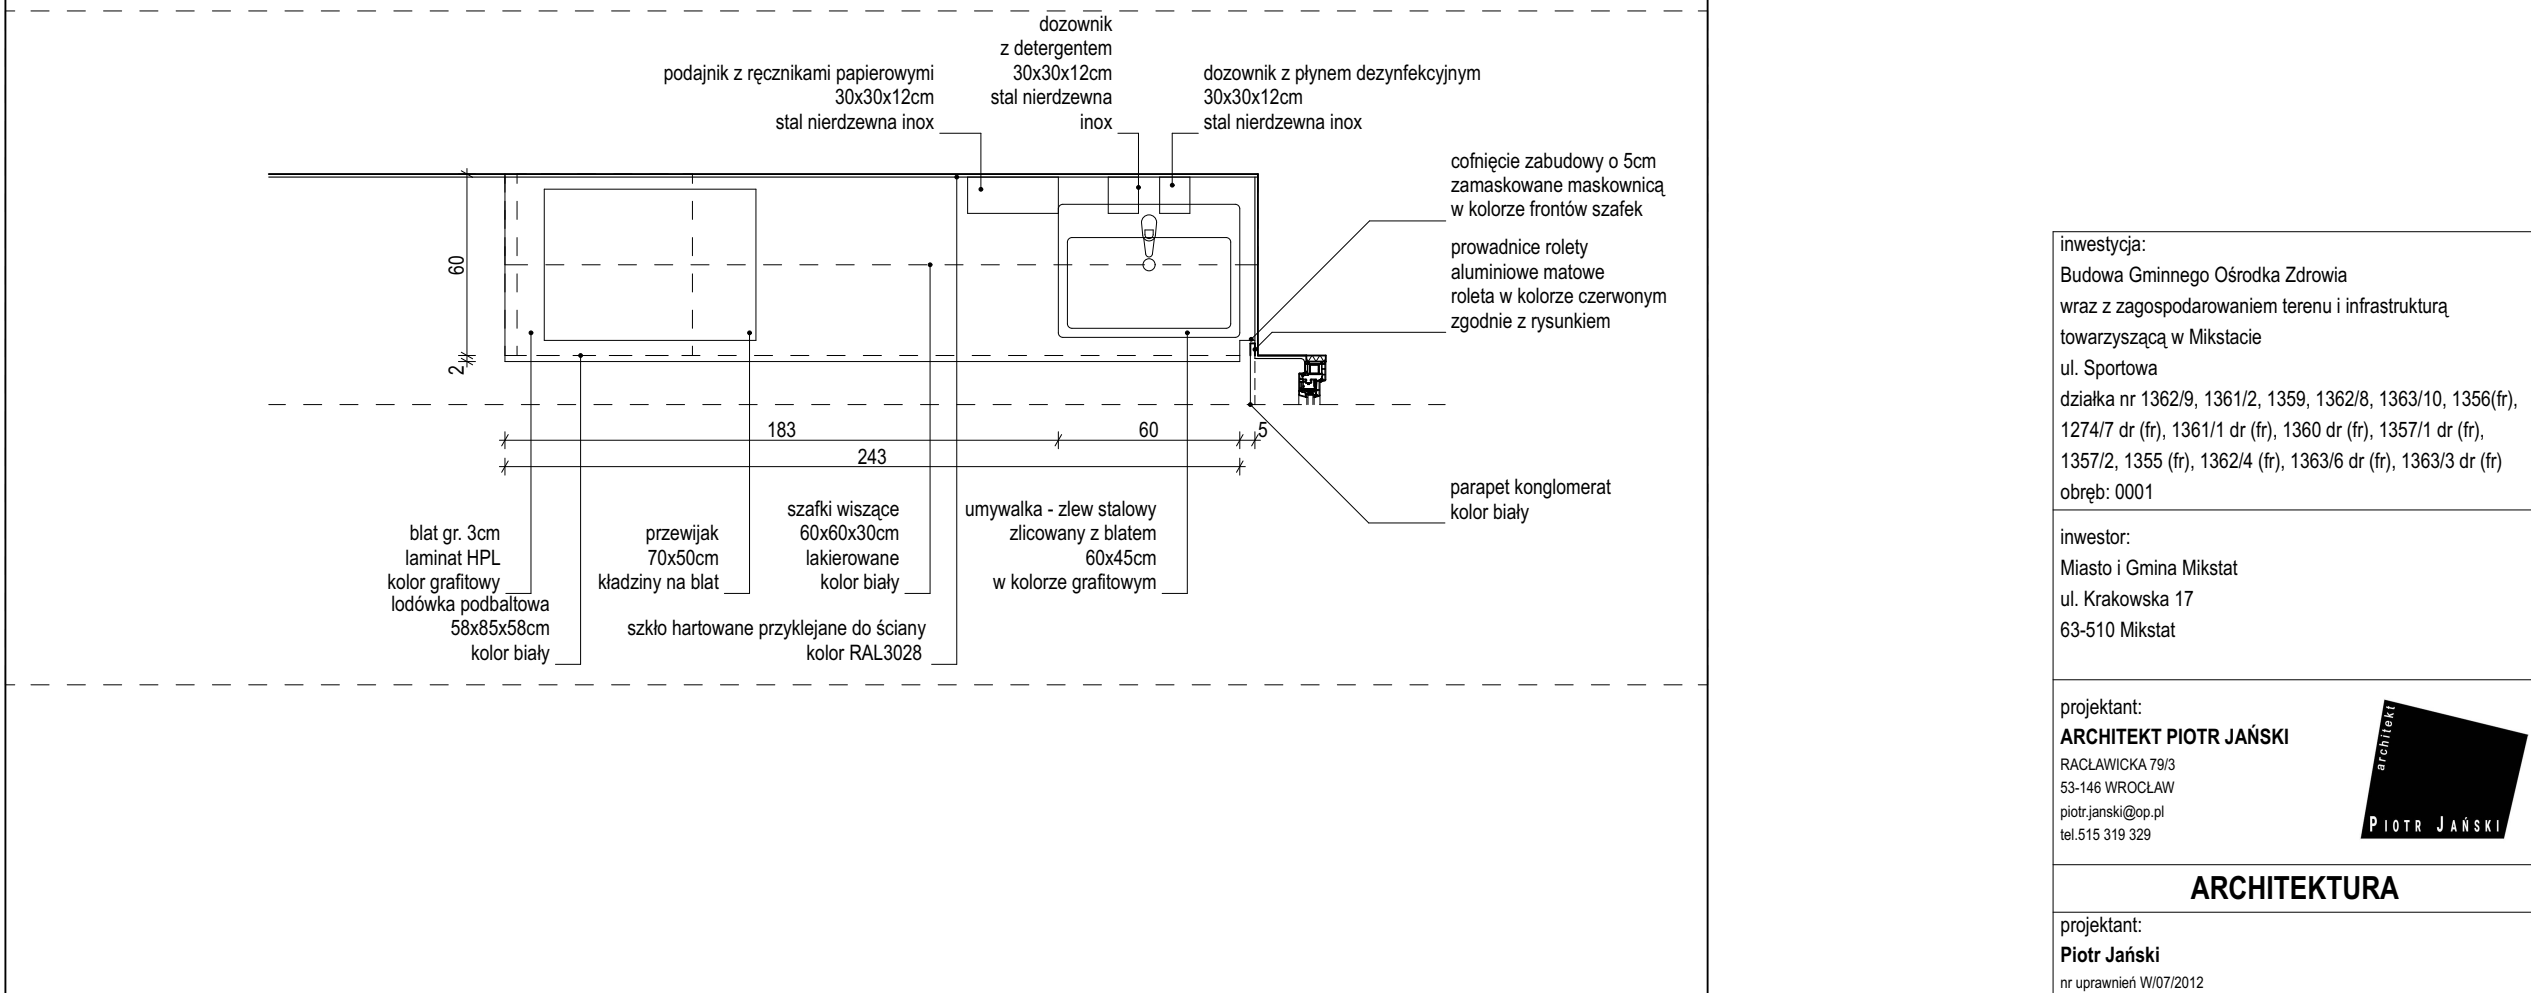 dozownik
z detergentem
30x30x12cm
stal nierdzewna
inox
podajnik z ręcznikami papierowymi
30x30x12cm
stal nierdzewna inox
dozownik z płynem dezynfekcyjnym
30x30x12cm
stal nierdzewna inox
cofnięcie zabudowy o 5cm
zamaskowane maskownicą
w kolorze frontów szafek
prowadnice rolety
aluminiowe matowe
roleta w kolorze czerwonym
zgodnie z rysunkiem
60
2
183
60
5
243
parapet konglomerat
kolor biały
blat gr. 3cm
laminat HPL
kolor grafitowy
lodówka podbaltowa
58x85x58cm
kolor biały
przewijak
70x50cm
kładziny na blat
szafki wiszące
60x60x30cm
lakierowane
kolor biały
szkło hartowane przyklejane do ściany
kolor RAL3028
umywalka - zlew stalowy
zlicowany z blatem
60x45cm
w kolorze grafitowym
inwestycja:
Budowa Gminnego Ośrodka Zdrowia
wraz z zagospodarowaniem terenu i infrastrukturą
towarzyszącą w Mikstacie
ul. Sportowa
działka nr 1362/9, 1361/2, 1359, 1362/8, 1363/10, 1356(fr),
1274/7 dr (fr), 1361/1 dr (fr), 1360 dr (fr), 1357/1 dr (fr),
1357/2, 1355 (fr), 1362/4 (fr), 1363/6 dr (fr), 1363/3 dr (fr)
obręb: 0001
inwestor:
Miasto i Gmina Mikstat
ul. Krakowska 17
63-510 Mikstat
projektant:
ARCHITEKT PIOTR JAŃSKI
RACŁAWICKA 79/3
53-146 WROCŁAW
piotr.janski@op.pl
tel.515 319 329
architekt
PIOTR JAŃSKI
ARCHITEKTURA
projektant:
Piotr Jański
nr uprawnień W/07/2012